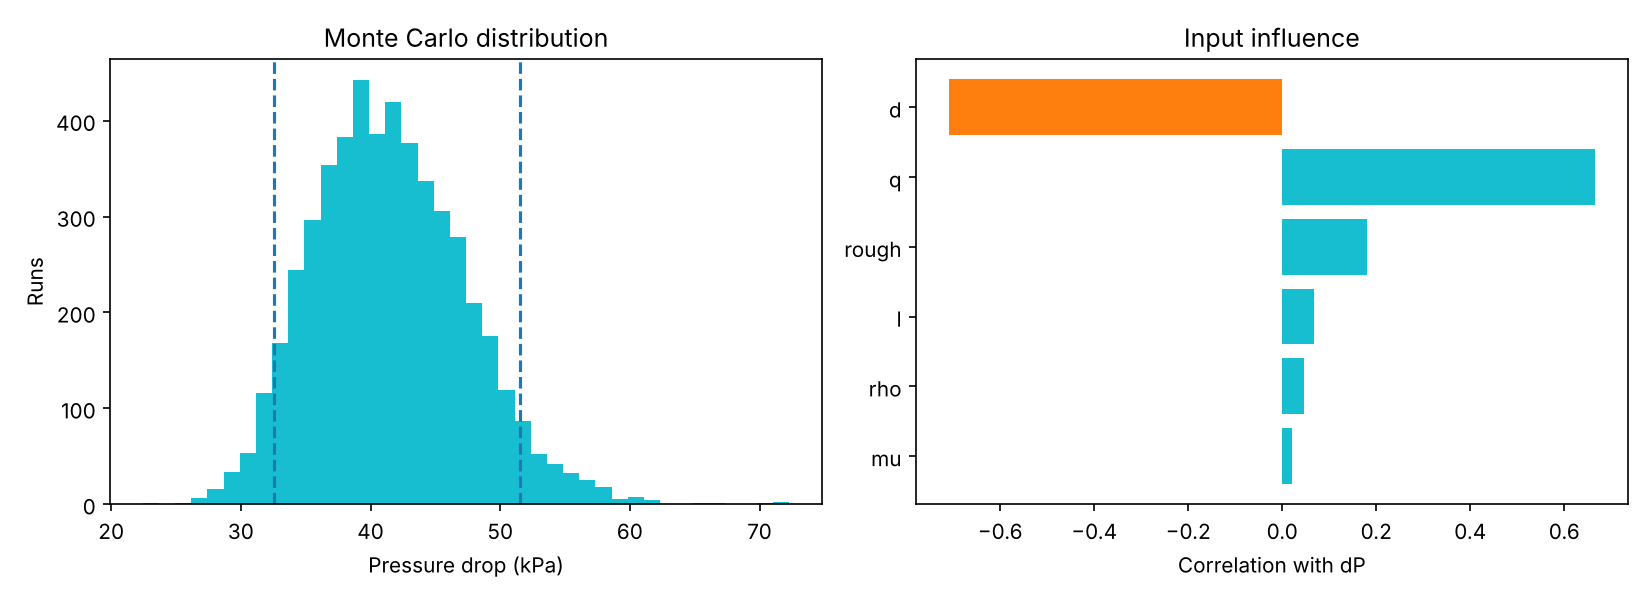 Monte Carlo distribution
Runs
400
300
200
100
0
20 30 40 50 60 70
Pressure drop (kPa)
Input influence
d
q
rough
l
rho
mu
−0.6 −0.4 −0.2 0.0 0.2 0.4 0.6
Correlation with dP